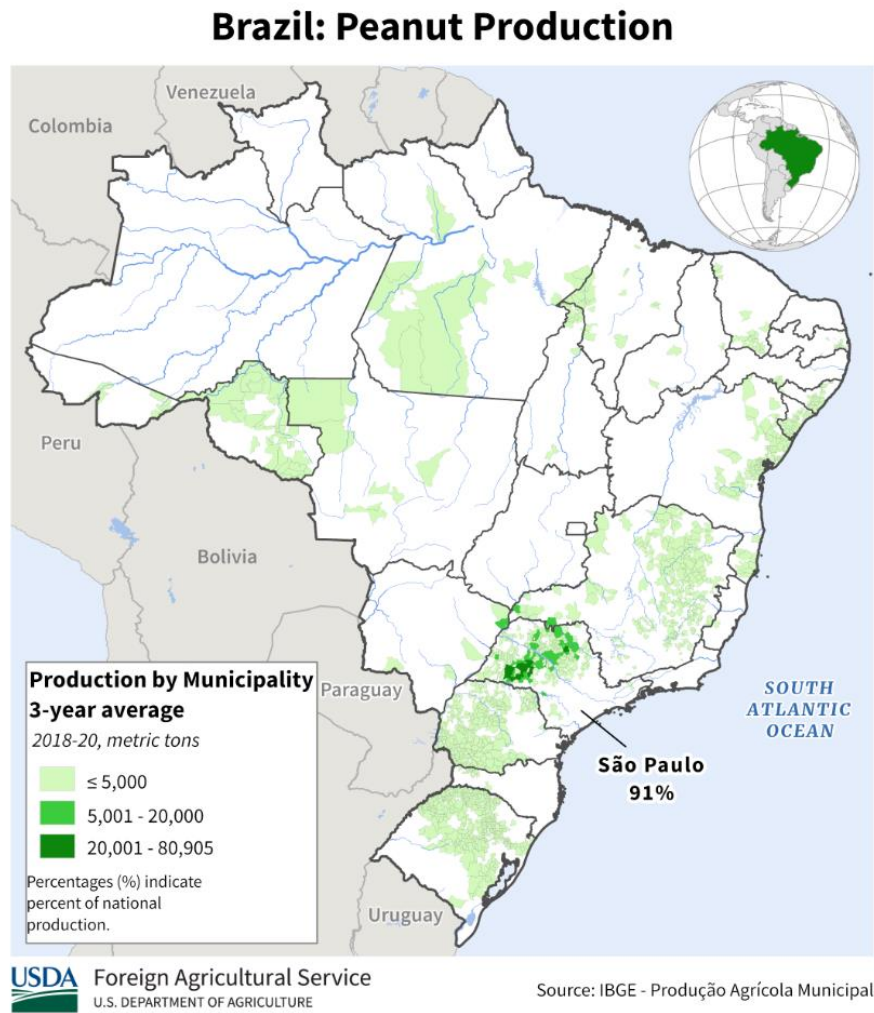 Brazil: Peanut Production
Venezuela
Colombia
Peru
Bolivia
Paraguay
Uruguay
SOUTH
ATLANTIC
OCEAN
São Paulo
91%
Production by Municipality
3-year average
2018-20, metric tons
≤ 5,000
5,001 - 20,000
20,001 - 80,905
Percentages (%) indicate
percent of national
production.
USDA
Foreign Agricultural Service
U.S. DEPARTMENT OF AGRICULTURE
Source: IBGE - Produção Agrícola Municipal